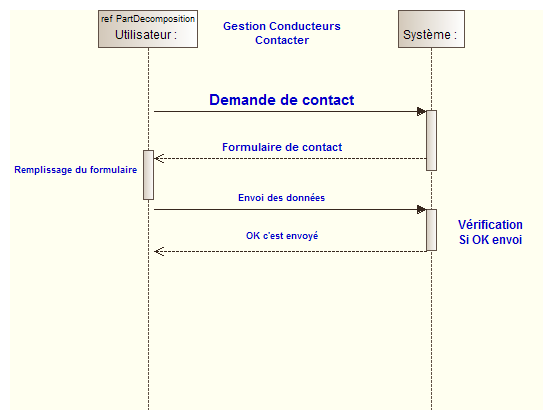 ref PartDecomposition
Utilisateur :
Gestion Conducteurs
Contacter
Système :
Demande de contact
Formulaire de contact
Remplissage du formulaire
Envoi des données
Vérification
Si OK envoi
OK c'est envoyé